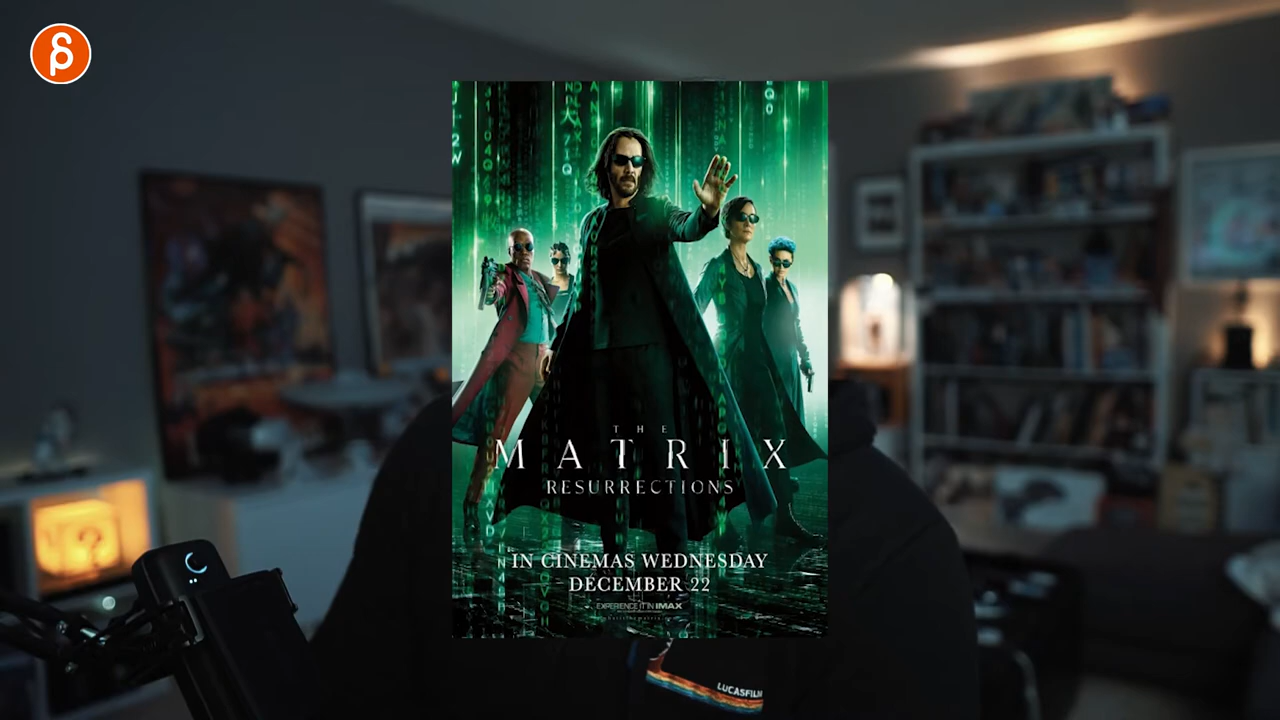 THE
MATRIX
RESURRECTIONS
IN CINEMAS WEDNESDAY
DECEMBER 22
EXPERIENCE IT IN IMAX
LUCASFILM